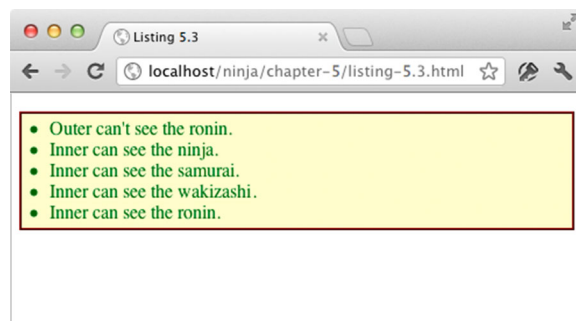 Listing 5.3
localhost/ninja/chapter-5/listing-5.3.html
Outer can't see the ronin.
Inner can see the ninja.
Inner can see the samurai.
Inner can see the wakizashi.
Inner can see the ronin.